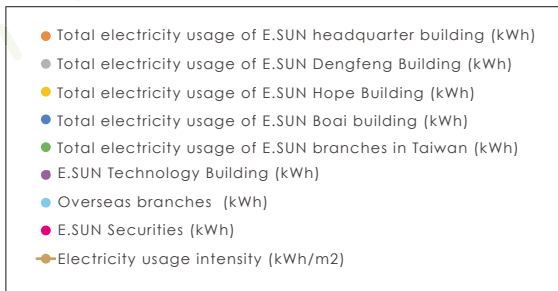 Total electricity usage of E.SUN headquarter building (kWh)
Total electricity usage of E.SUN Dengfeng Building (kWh)
Total electricity usage of E.SUN Hope Building (kWh)
Total electricity usage of E.SUN Boai building (kWh)
Total electricity usage of E.SUN branches in Taiwan (kWh)
E.SUN Technology Building (kWh)
Overseas branches (kWh)
E.SUN Securities (kWh)
Electricity usage intensity (kWh/m2)